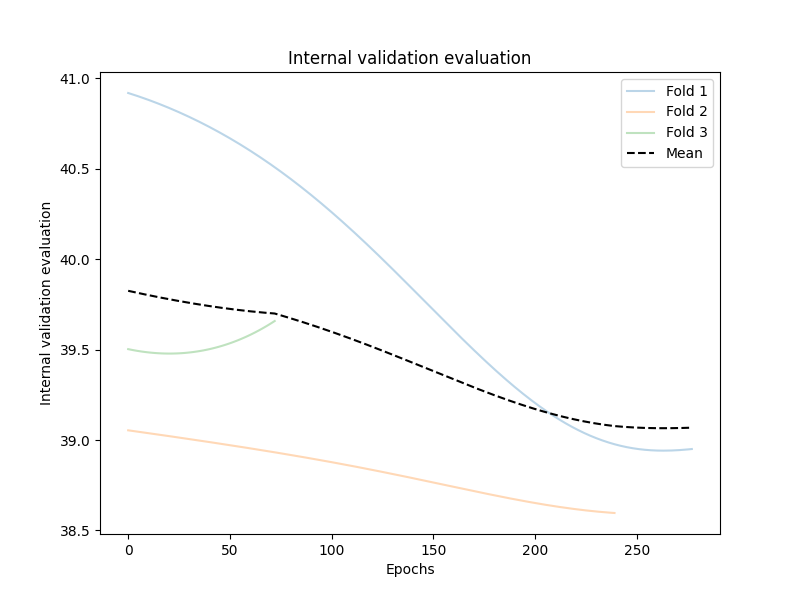 Internal validation evaluation
41.0
40.5
40.0
39.5
39.0
38.5
Internal validation evaluation
Fold 1
Fold 2
Fold 3
Mean
0
50
100
150
200
250
Epochs